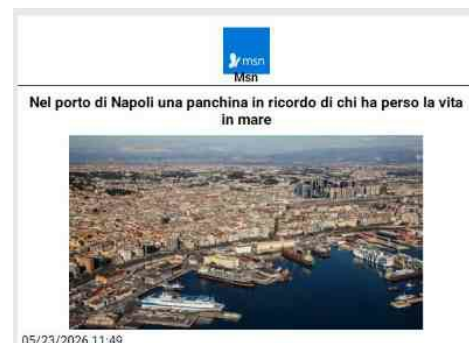 msn
Msn
Nel porto di Napoli una panchina in ricordo di chi ha perso la vita
in mare
05/23/2026 11:49